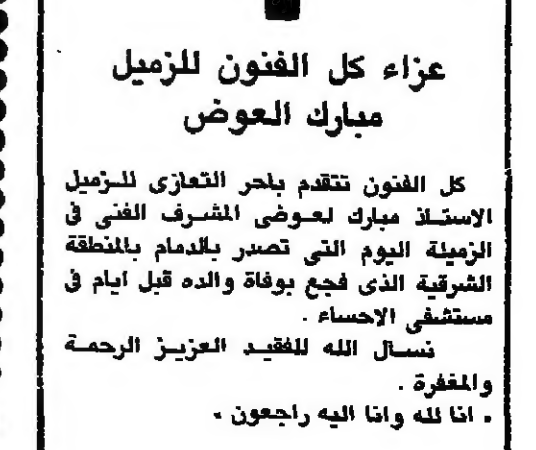 عزاء كل الفنون للزميل
مبارك العوض
كل الفنون تتقدم باحر التعازى للزميل
الاستاذ مبارك لعوضى المشرف الفنى فى
الزميلة اليوم التى تصدر بالدمام بالمنطقة
الشرقية الذى فجع بوفاة والده قبل ايام فى
مستشفى الاحساء .
نسأل الله للفقيد العزيز الرحمة
والمغفرة .
. انا لله وانا اليه راجعون .